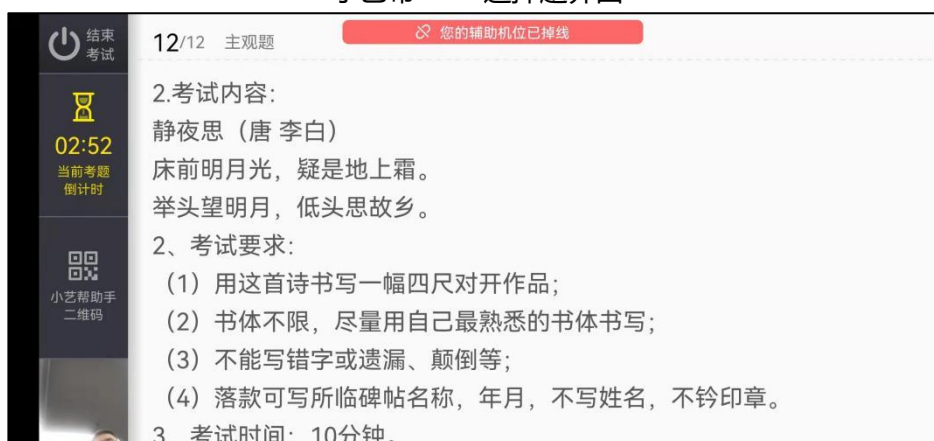 结束
考试
12/12 主观题
您的辅助机位已掉线
02:52
当前考题
倒计时
小艺帮助手
二维码
2.考试内容：
静夜思（唐 李白）
床前明月光，疑是地上霜。
举头望明月，低头思故乡。
2、考试要求：
（1）用这首诗书写一幅四尺对开作品；
（2）书体不限，尽量用自己最熟悉的书体书写；
（3）不能写错字或遗漏、颠倒等；
（4）落款可写所临碑帖名称，年月，不写姓名，不钤印章。
3、考试时间：10分钟。